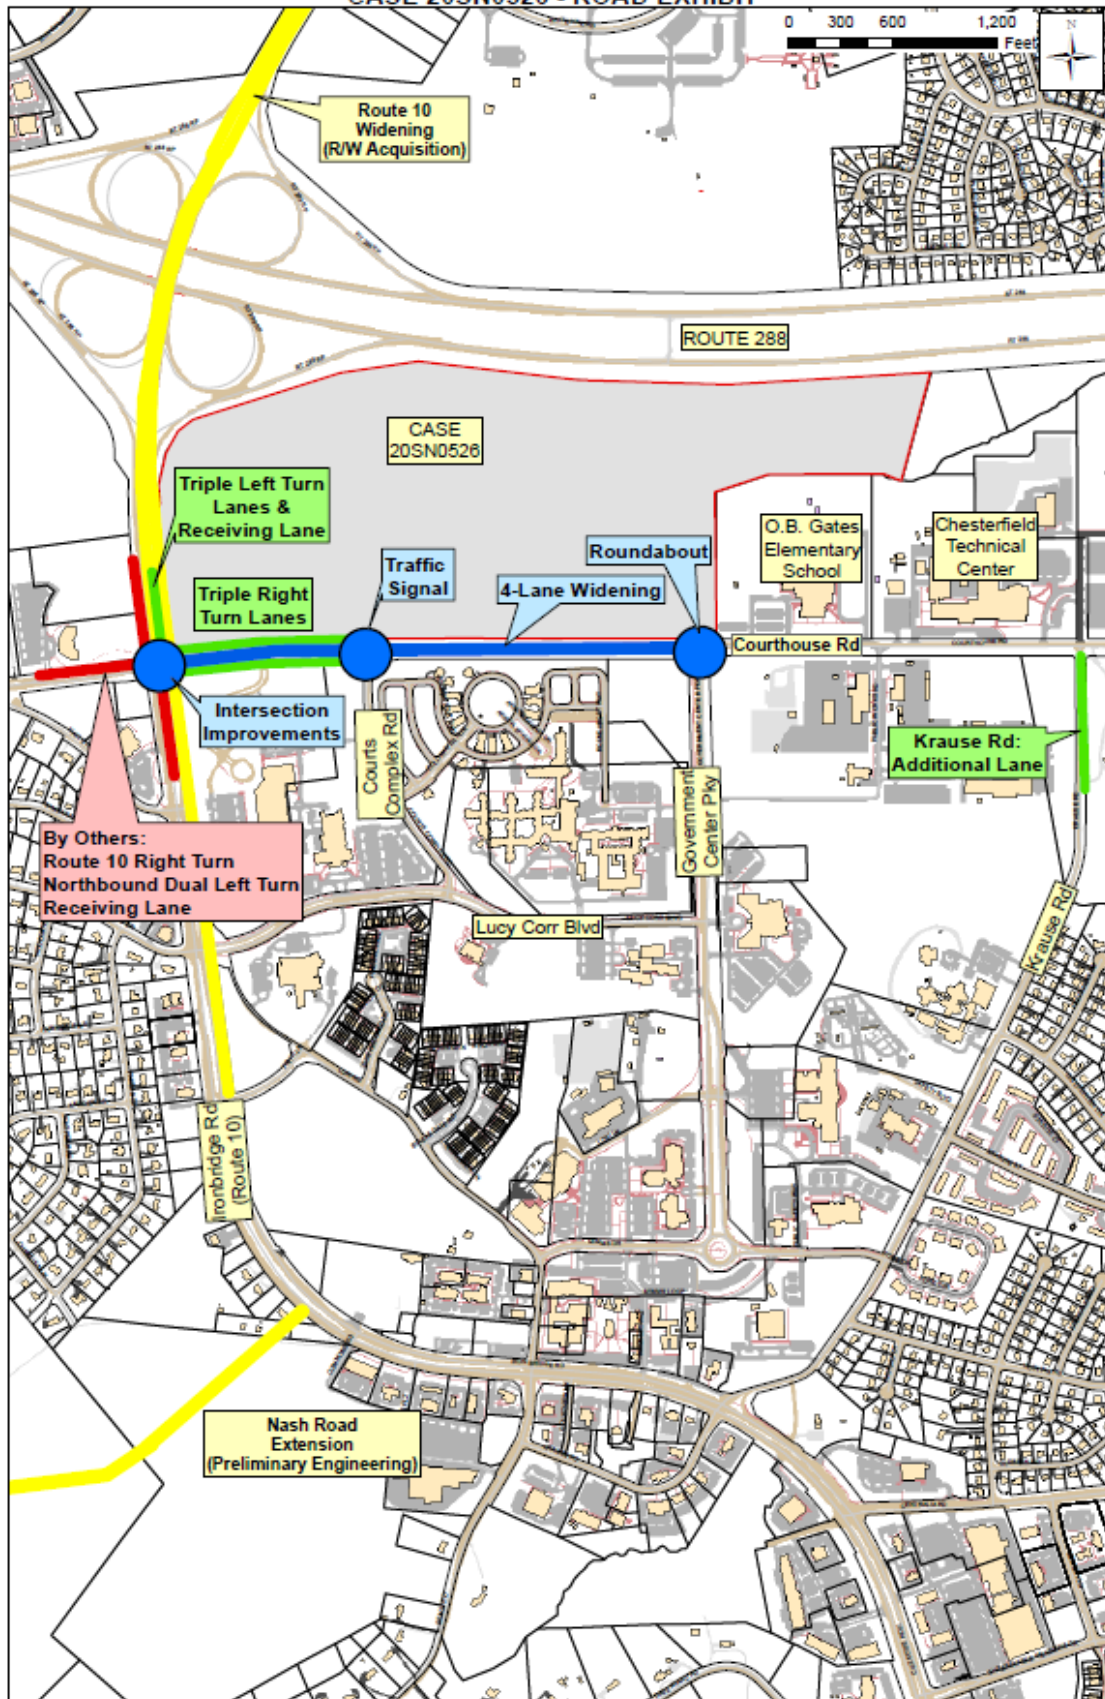 CASE 20SN0526 - ROAD EXHIBIT
0 300 600 1,200
Feet
N
Route 10
Widening
(R/W Acquisition)
ROUTE 288
CASE
20SN0526
Triple Left Turn
Lanes &
Receiving Lane
Triple Right
Turn Lanes
Traffic
Signal
4-Lane Widening
Roundabout
O.B. Gates
Elementary
School
Chesterfield
Technical
Center
Courthouse Rd
Intersection
Improvements
Courts
Complex Rd
Government
Center Pky
Krause Rd:
Additional Lane
By Others:
Route 10 Right Turn
Northbound Dual Left Turn
Receiving Lane
Lucy Corr Blvd
Krause Rd
Ironbridge Rd
(Route 10)
Nash Road
Extension
(Preliminary Engineering)